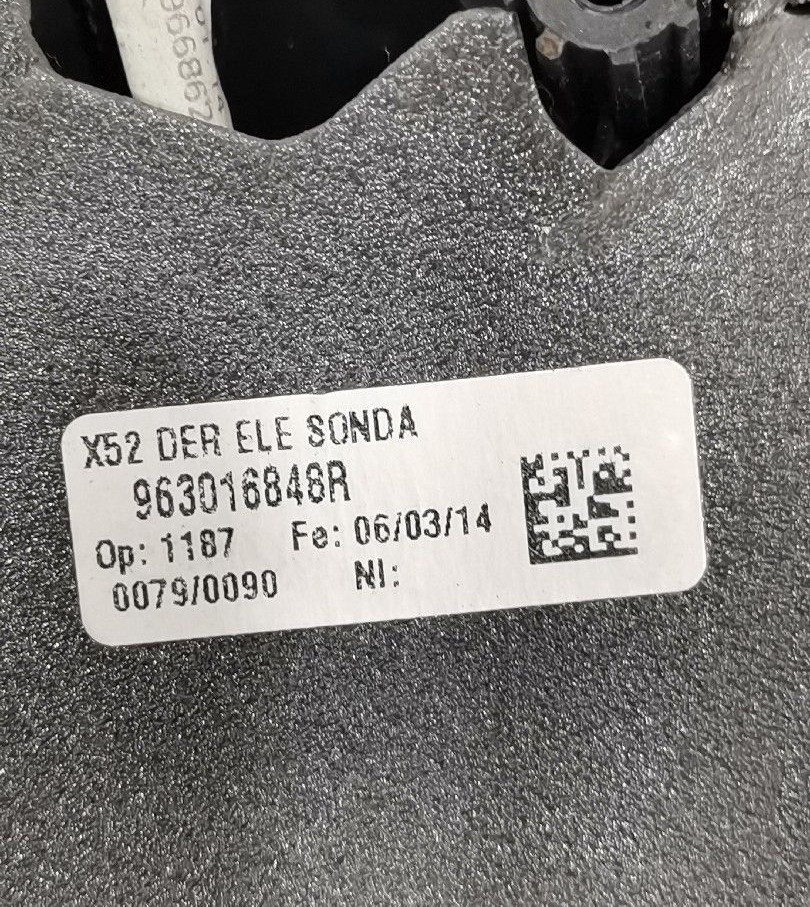 X52 DER ELE SONDA
963016848R
Op: 1187 Fe: 06/03/14
0079/0090 NI: